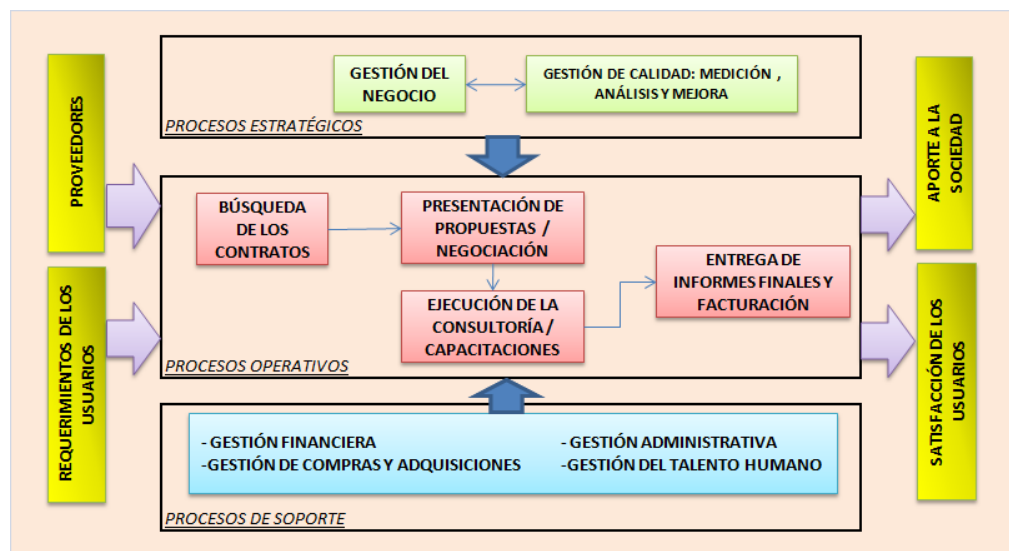 PROVEEDORES
REQUERIMIENTOS DE LOS
USUARIOS
GESTIÓN DEL
NEGOCIO
GESTIÓN DE CALIDAD: MEDICIÓN ,
ANÁLISIS Y MEJORA
PROCESOS ESTRATÉGICOS
BÚSQUEDA
DE LOS
CONTRATOS
PRESENTACIÓN DE
PROPUESTAS /
NEGOCIACIÓN
EJECUCIÓN DE LA
CONSULTORÍA /
CAPACITACIONES
ENTREGA DE
INFORMES FINALES Y
FACTURACIÓN
PROCESOS OPERATIVOS
- GESTIÓN FINANCIERA
-GESTIÓN DE COMPRAS Y ADQUISICIONES
- GESTIÓN ADMINISTRATIVA
- GESTIÓN DEL TALENTO HUMANO
PROCESOS DE SOPORTE
APORTE A LA
SOCIEDAD
SATISFACCIÓN DE LOS
USUARIOS